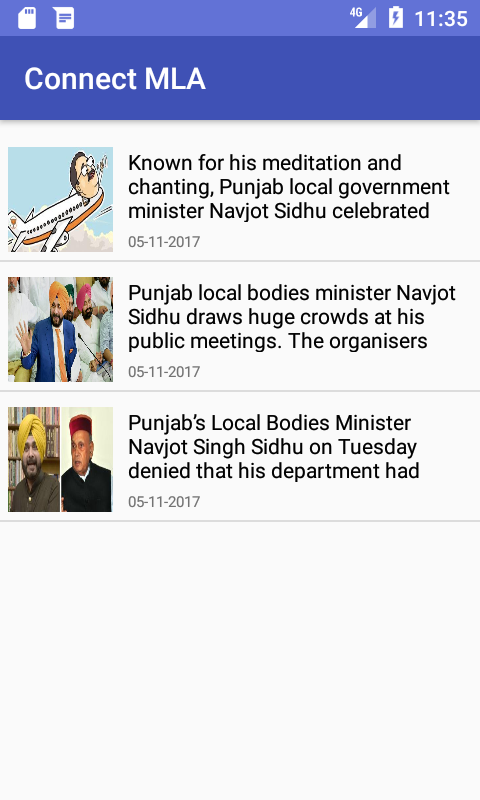 4G 11:35
Connect MLA
Known for his meditation and
chanting, Punjab local government
minister Navjot Sidhu celebrated
05-11-2017
Punjab local bodies minister Navjot
Sidhu draws huge crowds at his
public meetings. The organisers
05-11-2017
Punjab’s Local Bodies Minister
Navjot Singh Sidhu on Tuesday
denied that his department had
05-11-2017